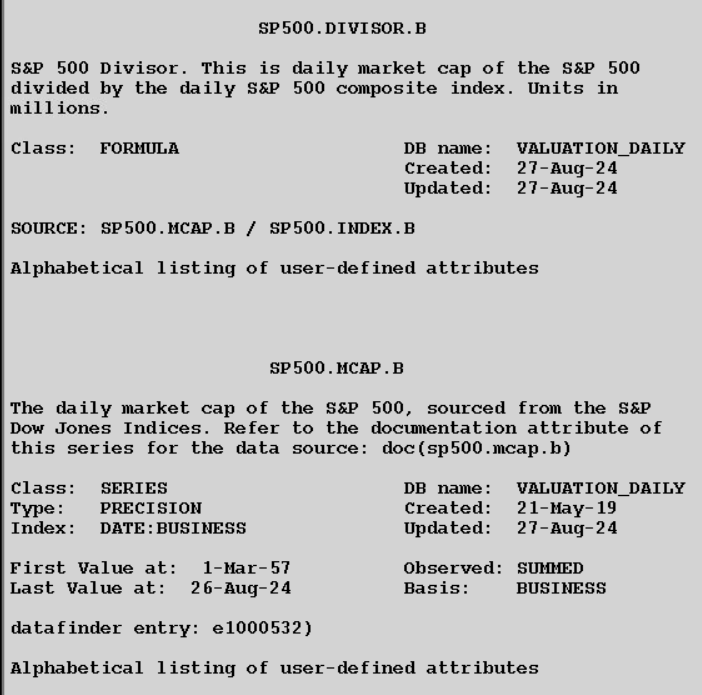 SP500.DIVISOR.B
S&P 500 Divisor. This is daily market cap of the S&P 500
divided by the daily S&P 500 composite index. Units in
millions.
Class: FORMULA DB name: VALUATION_DAILY
Created: 27-Aug-24
Updated: 27-Aug-24
SOURCE: SP500.MCAP.B / SP500.INDEX.B
Alphabetical listing of user-defined attributes
SP500.MCAP.B
The daily market cap of the S&P 500, sourced from the S&P
Dow Jones Indices. Refer to the documentation attribute of
this series for the data source: doc(sp500.mcap.b)
Class: SERIES DB name: VALUATION_DAILY
Type: PRECISION Created: 21-May-19
Index: DATE:BUSINESS Updated: 27-Aug-24
First Value at: 1-Mar-57 Observed: SUMMED
Last Value at: 26-Aug-24 Basis: BUSINESS
datafinder entry: e1000532)
Alphabetical listing of user-defined attributes